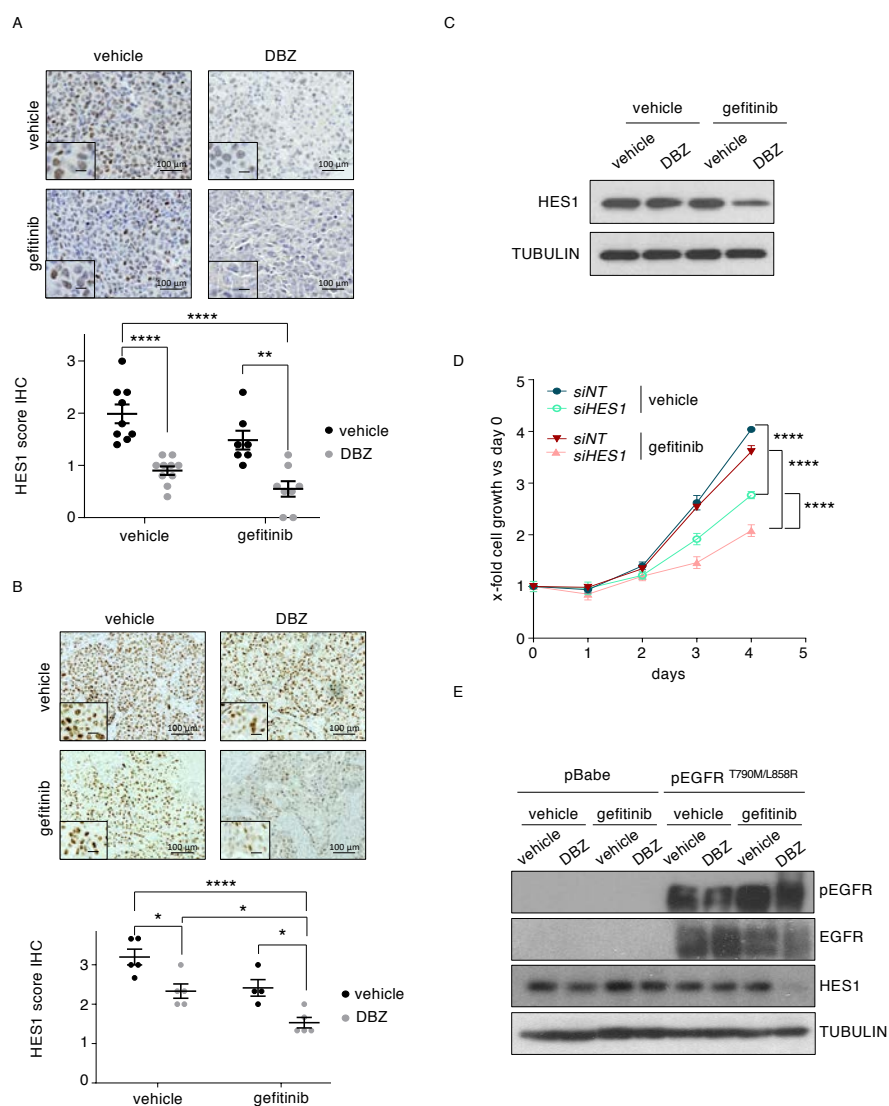 A
vehicle
DBZ
vehicle
100 µm
100 µm
gefitinib
100 µm
100 µm
****
****
**
HES1 score IHC
3
2
1
0
vehicle
gefitinib
vehicle
DBZ
B
vehicle
DBZ
vehicle
100 µm
100 µm
gefitinib
100 µm
100 µm
****
*
*
*
HES1 score IHC
3
2
1
0
vehicle
gefitinib
vehicle
DBZ
C
vehicle
gefitinib
vehicle
DBZ
vehicle
DBZ
HES1
TUBULIN
D
x-fold cell growth vs day 0
5
4
3
2
1
0
siNT
siHES1
vehicle
siNT
siHES1
gefitinib
****
****
****
0
1
2
3
4
5
days
E
pBabe
pEGFR T790M/L858R
vehicle
gefitinib
vehicle
gefitinib
vehicle
DBZ
vehicle
DBZ
vehicle
DBZ
vehicle
DBZ
pEGFR
EGFR
HES1
TUBULIN